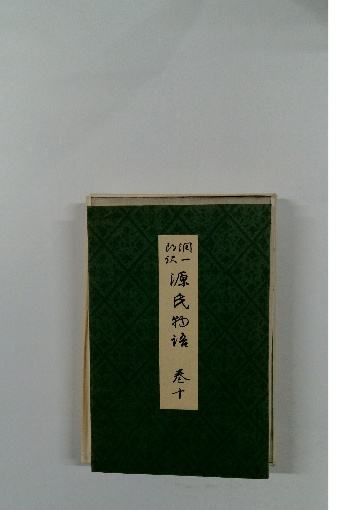 潤一
郎訳
源氏物語 巻十